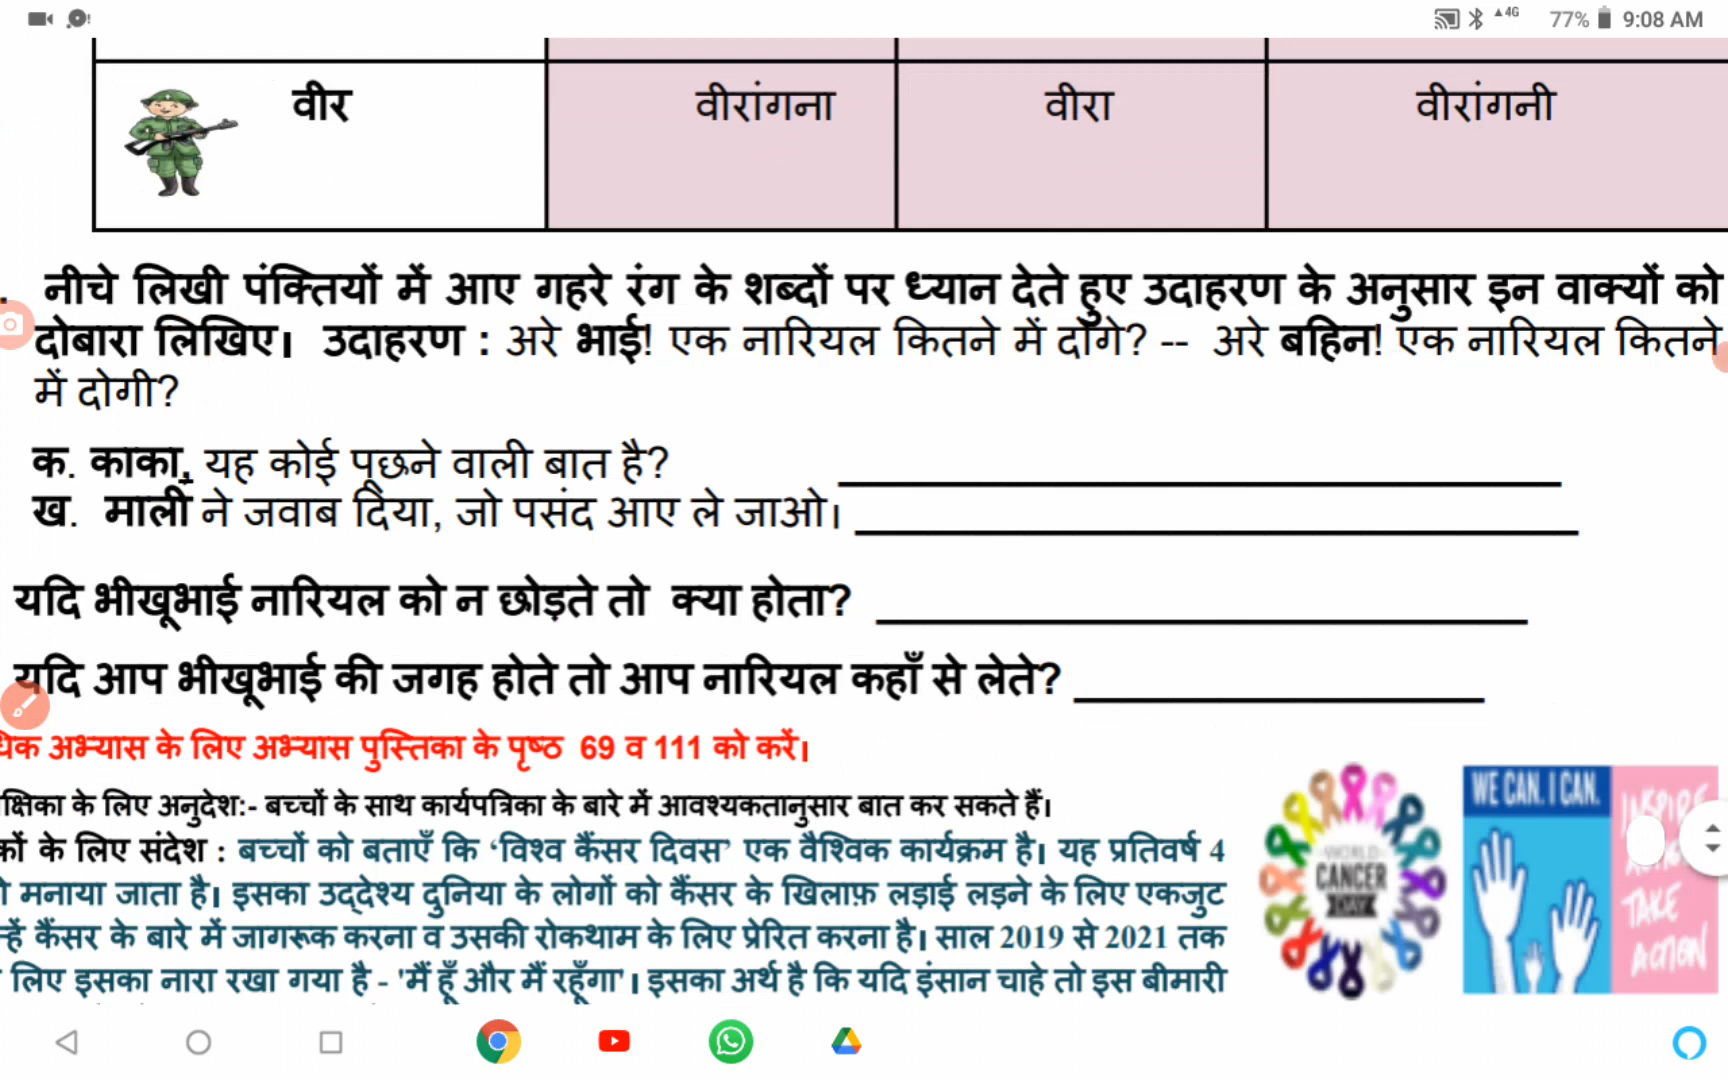 77% 9:08 AM
4G
वीर वीरांगना वीरा वीरांगनी
नीचे लिखी पंक्तियों में आए गहरे रंग के शब्दों पर ध्यान देते हुए उदाहरण के अनुसार इन वाक्यों को
दोबारा लिखिए। उदाहरण : अरे भाई! एक नारियल कितने में दोगे? -- अरे बहिन! एक नारियल कितने
में दोगी?
क. काका, यह कोई पूछने वाली बात है?
ख. माली ने जवाब दिया, जो पसंद आए ले जाओ।
यदि भीखूभाई नारियल को न छोड़ते तो क्या होता?
यदि आप भीखूभाई की जगह होते तो आप नारियल कहाँ से लेते?
धिक अभ्यास के लिए अभ्यास पुस्तिका के पृष्ठ 69 व 111 को करें।
क्षिका के लिए अनुदेश:- बच्चों के साथ कार्यपत्रिका के बारे में आवश्यकतानुसार बात कर सकते हैं।
कों के लिए संदेश : बच्चों को बताएँ कि ‘विश्व कैंसर दिवस’ एक वैश्विक कार्यक्रम है। यह प्रतिवर्ष 4
मनाया जाता है। इसका उद्देश्य दुनिया के लोगों को कैंसर के खिलाफ़ लड़ाई लड़ने के लिए एकजुट
न्हें कैंसर के बारे में जागरूक करना व उसकी रोकथाम के लिए प्रेरित करना है। साल 2019 से 2021 तक
लिए इसका नारा रखा गया है - 'मैं हूँ और मैं रहूँगा'। इसका अर्थ है कि यदि इंसान चाहे तो इस बीमारी
WORLD
CANCER
DAY
WE CAN. I CAN.
INSPIRE
TAKE
ACTION